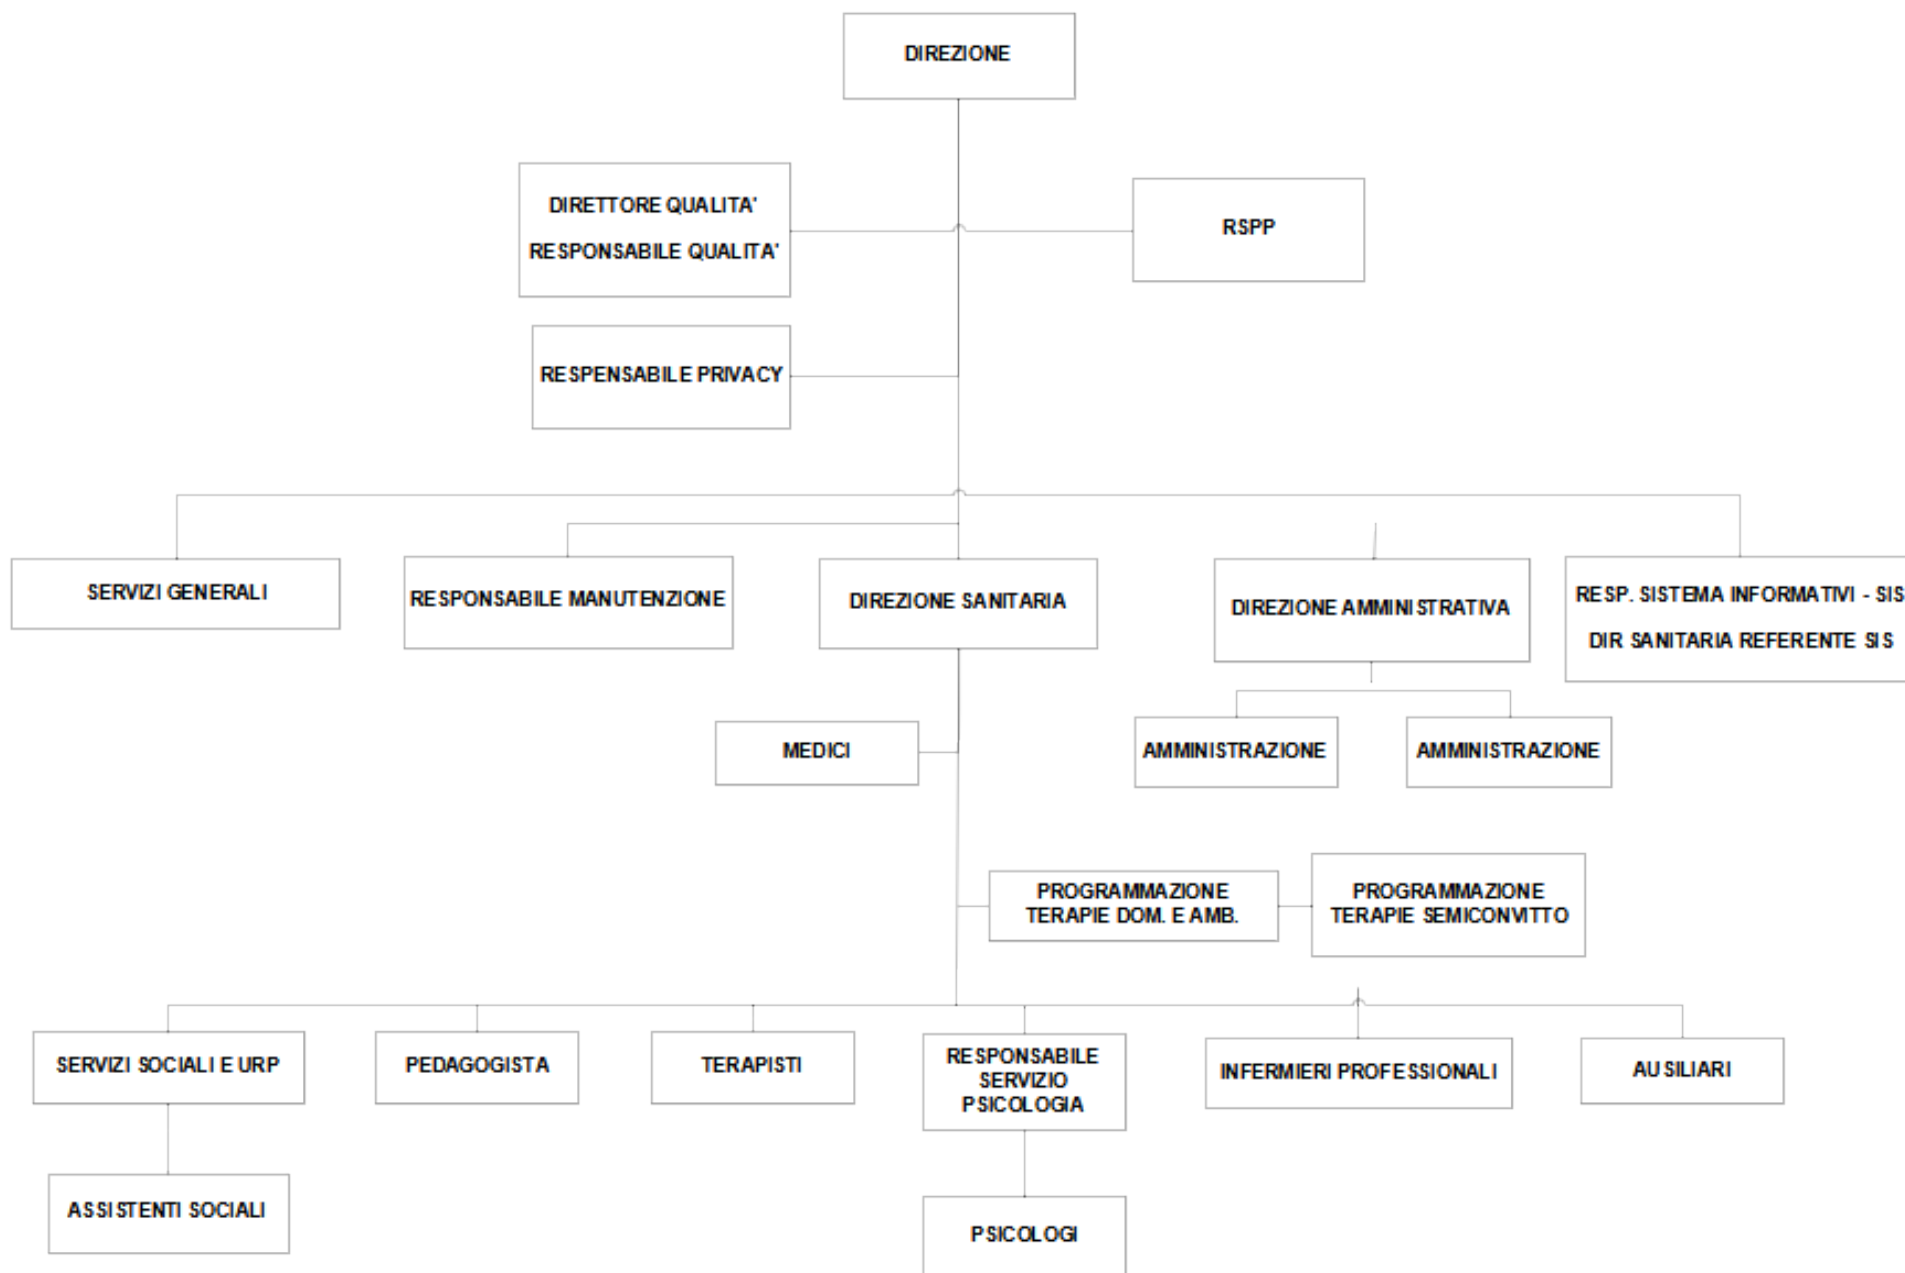 DIREZIONE
DIRETTORE QUALITA'
RESPONSABILE QUALITA'
RSPP
RESPENSABILE PRIVACY
SERVIZI GENERALI
RESPONSABILE MANUTENZIONE
DIREZIONE SANITARIA
DIREZIONE AMMINISTRATIVA
RESP. SISTEMA INFORMATIVI - SIS
DIR SANITARIA REFERENTE SIS
MEDICI
AMMINISTRAZIONE
AMMINISTRAZIONE
PROGRAMMAZIONE
TERAPIE DOM. E AMB.
PROGRAMMAZIONE
TERAPIE SEMICONVITTO
SERVIZI SOCIALI E URP
PEDAGOGISTA
TERAPISTI
RESPONSABILE
SERVIZIO
PSICOLOGIA
INFERMIERI PROFESSIONALI
AUSILIARI
ASSISTENTI SOCIALI
PSICOLOGI